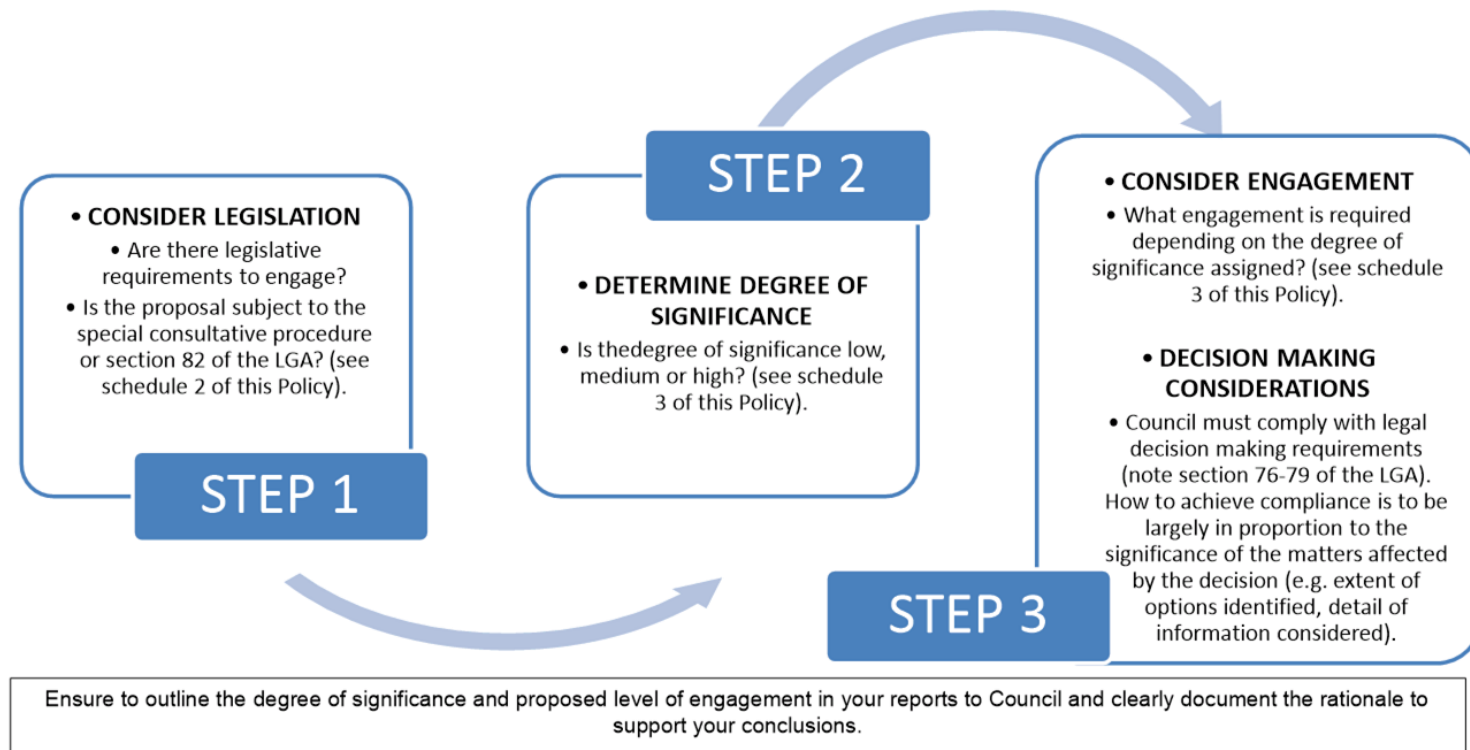 • CONSIDER LEGISLATION
• Are there legislative
requirements to engage?
• Is the proposal subject to the
special consultative procedure
or section 82 of the LGA? (see
schedule 2 of this Policy).
STEP 1
STEP 2
• DETERMINE DEGREE OF
SIGNIFICANCE
• Is thedegree of significance low,
medium or high? (see schedule
3 of this Policy).
• CONSIDER ENGAGEMENT
• What engagement is required
depending on the degree of
significance assigned? (see schedule
3 of this Policy).
• DECISION MAKING
CONSIDERATIONS
• Council must comply with legal
decision making requirements
(note section 76-79 of the LGA).
How to achieve compliance is to be
largely in proportion to the
significance of the matters affected
by the decision (e.g. extent of
options identified, detail of
information considered).
STEP 3
Ensure to outline the degree of significance and proposed level of engagement in your reports to Council and clearly document the rationale to
support your conclusions.